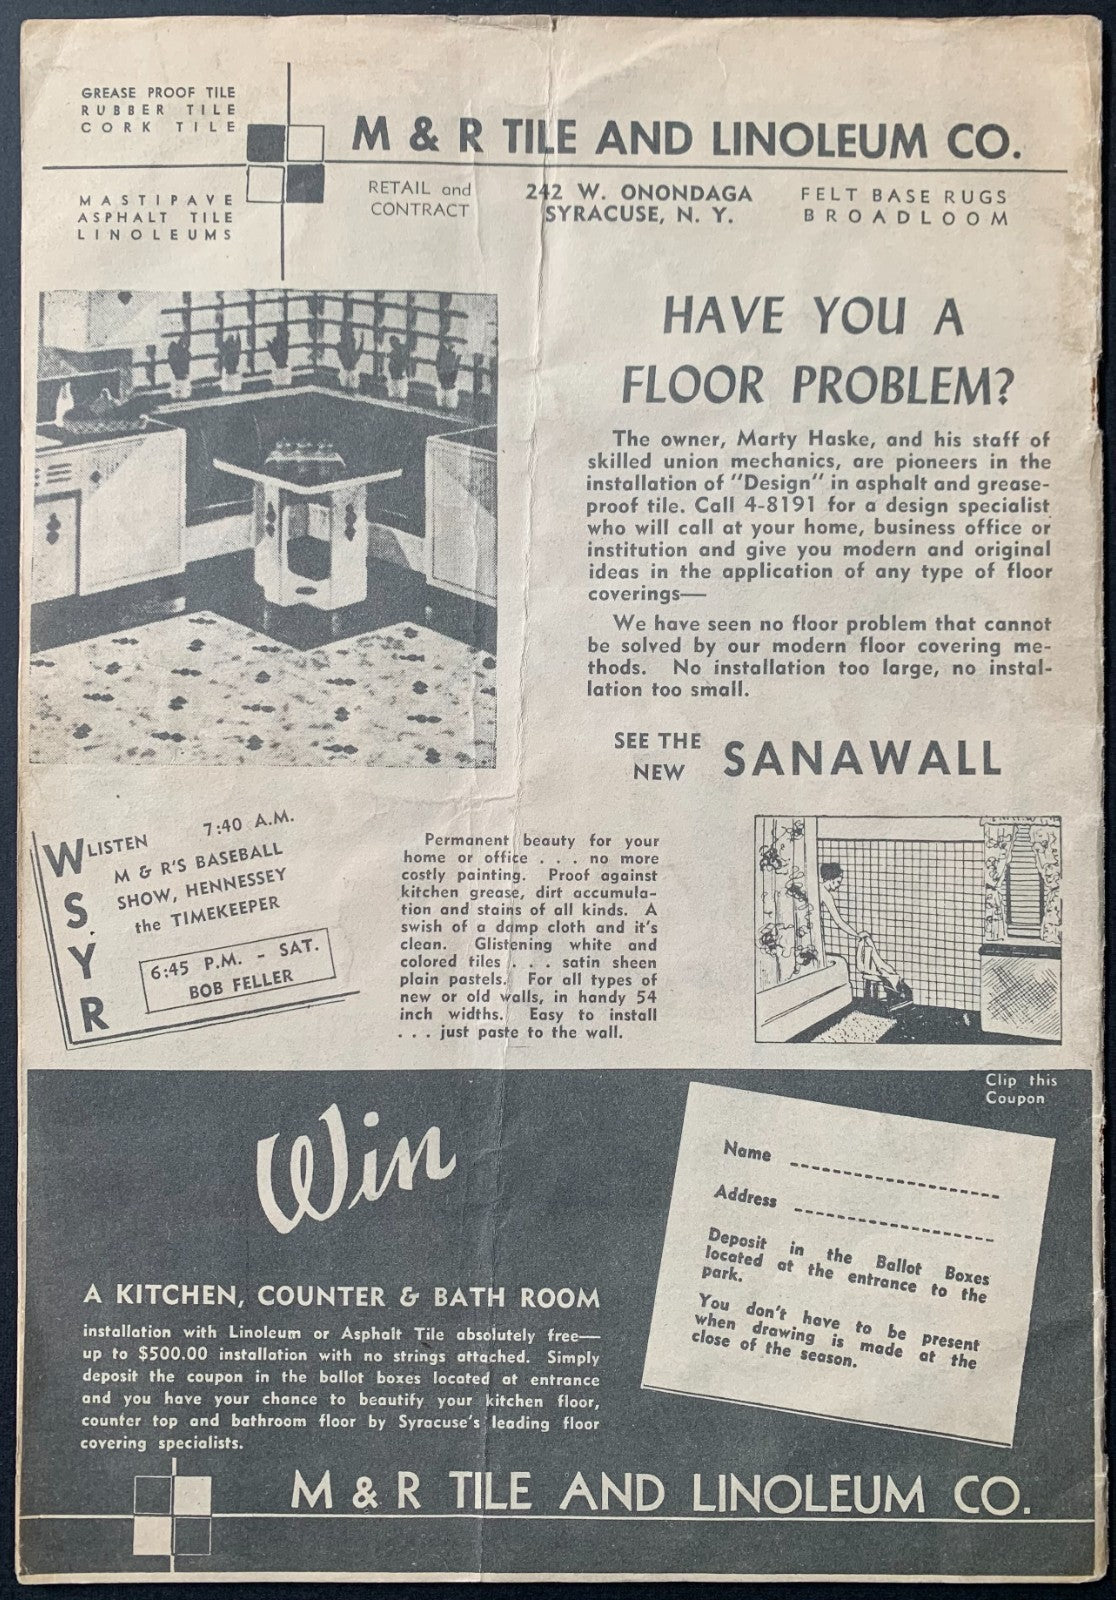 GREASE PROOF TILE
RUBBER TILE
CORK TILE
M & R TILE AND LINOLEUM CO.
MASTIPAVE
ASPHALT TILE
LINOLEUMS
RETAIL and
CONTRACT
242 W. ONONDAGA
SYRACUSE, N. Y.
FELT BASE RUGS
BROADLOOM
HAVE YOU A
FLOOR PROBLEM?
The owner, Marty Haske, and his staff of
skilled union mechanics, are pioneers in the
installation of "Design" in asphalt and grease-
proof tile. Call 4-8191 for a design specialist
who will call at your home, business office or
institution and give you modern and original
ideas in the application of any type of floor
coverings—
We have seen no floor problem that cannot
be solved by our modern floor covering me-
thods. No installation too large, no instal-
lation too small.
SEE THE
NEW
SANAWALL
WSYR
LISTEN 7:40 A.M.
M & R'S BASEBALL
SHOW, HENNESSEY
the TIMEKEEPER
6:45 P.M. - SAT.
BOB FELLER
Permanent beauty for your
home or office . . . no more
costly painting. Proof against
kitchen grease, dirt accumula-
tion and stains of all kinds. A
swish of a damp cloth and it's
clean. Glistening white and
colored tiles . . . satin sheen
plain pastels. For all types of
new or old walls, in handy 54
inch widths. Easy to install
. . . just paste to the wall.
Clip this
Coupon
Win
A KITCHEN, COUNTER & BATH ROOM
installation with Linoleum or Asphalt Tile absolutely free—
up to $500.00 installation with no strings attached. Simply
deposit the coupon in the ballot boxes located at entrance
and you have your chance to beautify your kitchen floor,
counter top and bathroom floor by Syracuse's leading floor
covering specialists.
Name
Address
Deposit in the Ballot Boxes
located at the entrance to the
park.
You don't have to be present
when drawing is made at the
close of the season.
M & R TILE AND LINOLEUM CO.